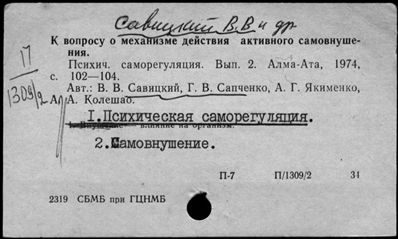 Савицкий В.В и др
К вопросу о механизме действия активного самовнуше-
ния.
Психич. саморегуляция. Вып. 2. Алма-Ата, 1974,
с. 102—104.
Авт.: В. В. Савицкий, Г. В. Сапченко, А. Г. Якименко,
А. А. Колешао.
П
1309/2
I. Психическая саморегуляция.
1. Внушение — влияние на организм.
2. Самовнушение.
П-7 П/1309/2 31
2319 СБМБ при ГЦНМБ